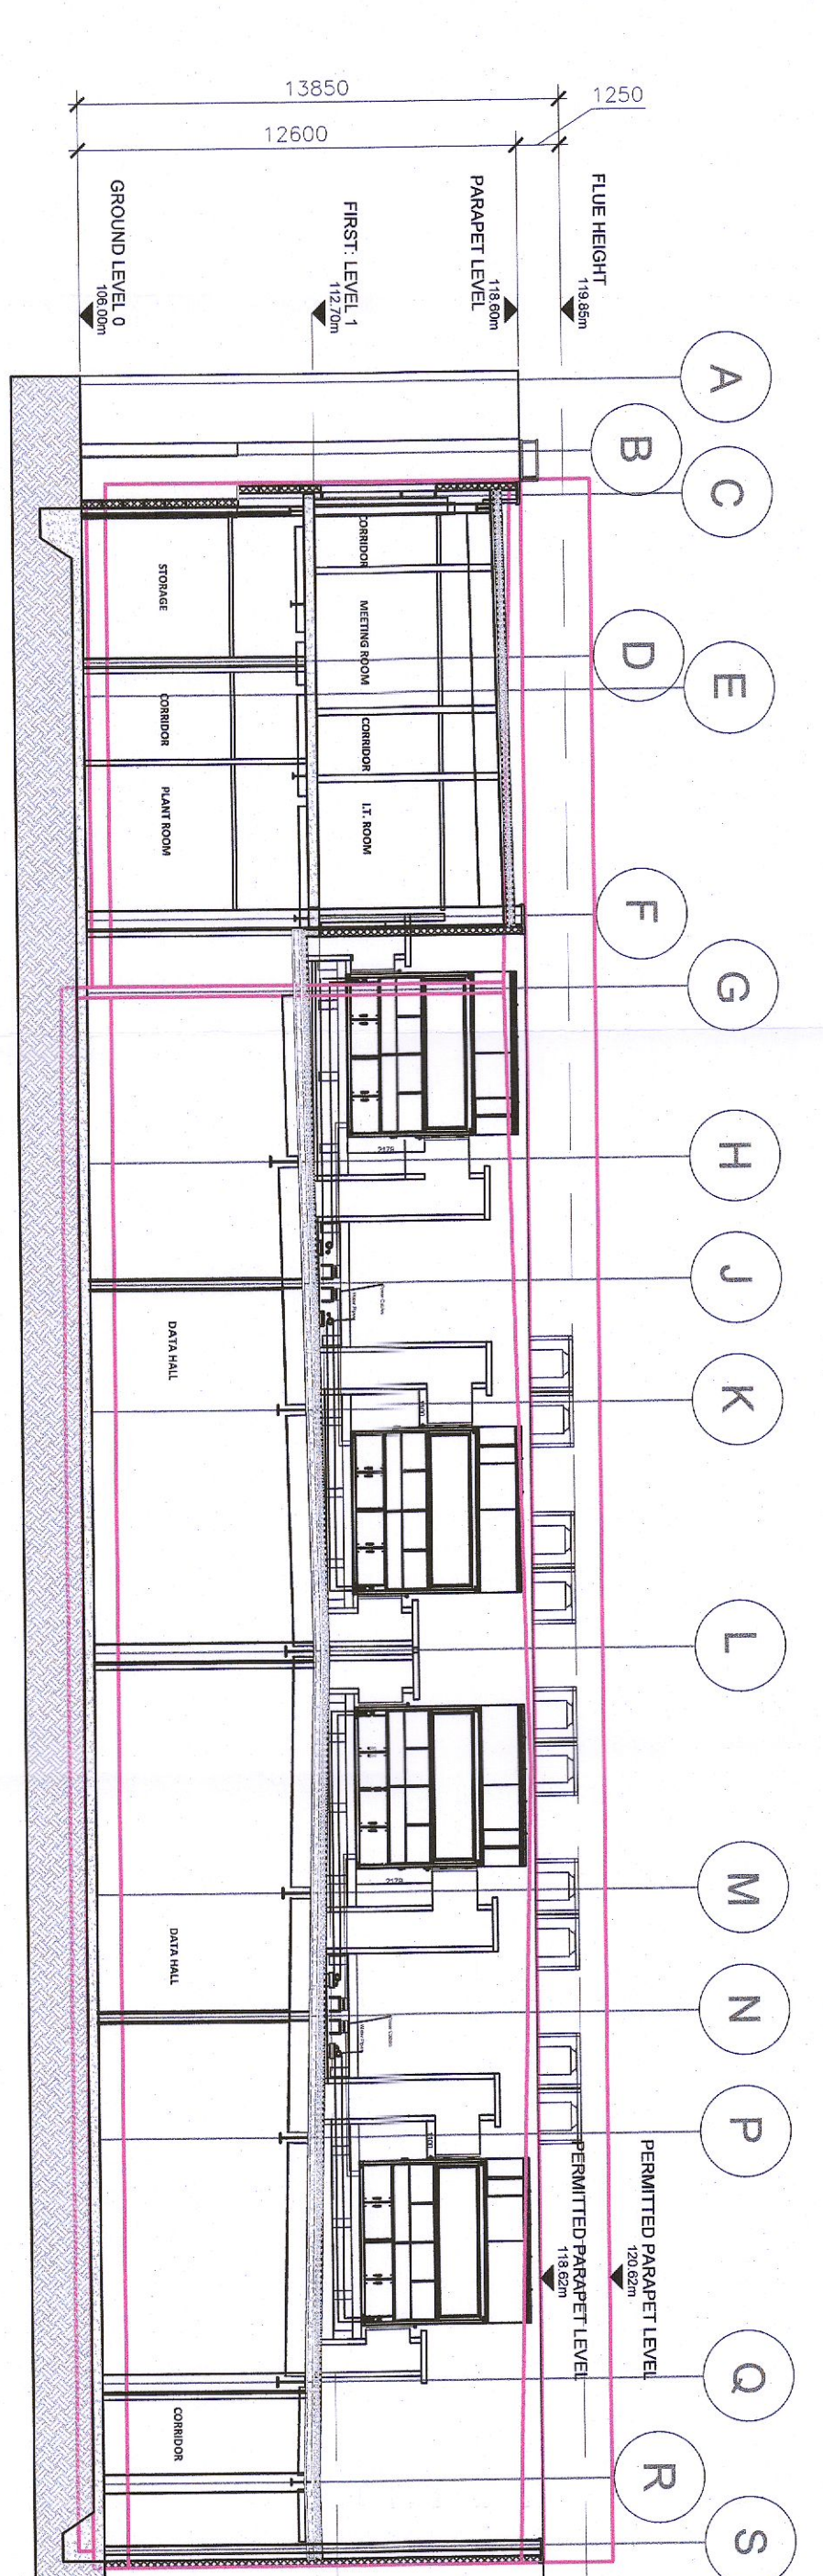 13850
1250
12600
FLUE HEIGHT
119.85m
118.60m
PARAPET LEVEL
FIRST: LEVEL 1
112.70m
GROUND LEVEL 0
106.00m
A
B
C
D
E
F
G
H
J
K
L
M
N
P
Q
R
S
PERMITTED PARAPET LEVEL
120.62m
PERMITTED PARAPET LEVEL
118.62m
CORRIDOR
MEETING ROOM
CORRIDOR
I.T. ROOM
STORAGE
CORRIDOR
PLANT ROOM
DATA HALL
DATA HALL
CORRIDOR